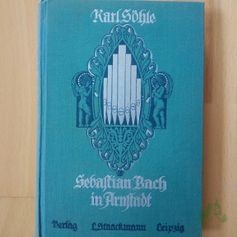 Karl Söhle
Sebastian Bach
in Arnstadt
Verlag L. Staackmann Leipzig